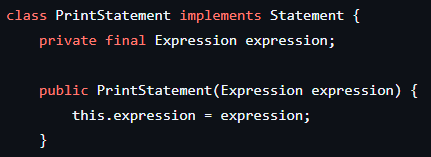 class PrintStatement implements Statement {
    private final Expression expression;

    public PrintStatement(Expression expression) {
        this.expression = expression;
    }